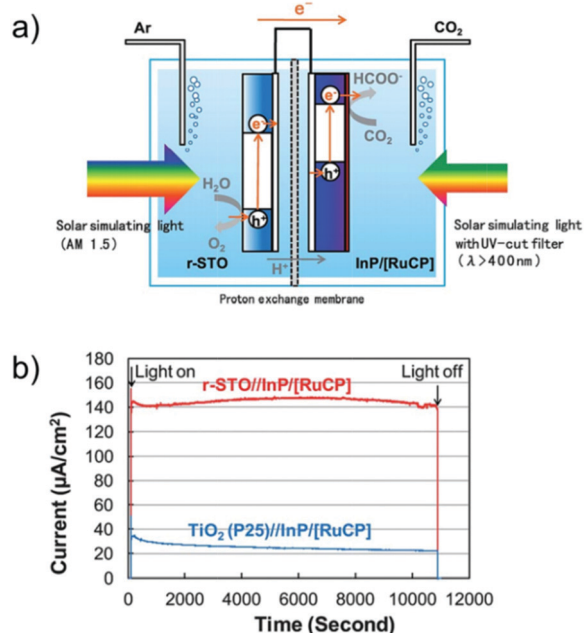 a)
e⁻
Ar
CO₂
HCOO⁻
e⁻
CO₂
e⁻
h⁺
H₂O
h⁺
O₂
Solar simulating light
(AM 1.5)
Solar simulating light
with UV-cut filter
(λ>400nm)
r-STO
H⁺
InP/[RuCP]
Proton exchange membrane
b)
180
160
140
120
100
80
60
40
20
0
Current (μA/cm²)
Light on
Light off
r-STO//InP/[RuCP]
TiO₂ (P25)//InP/[RuCP]
0 2000 4000 6000 8000 10000 12000
Time (Second)